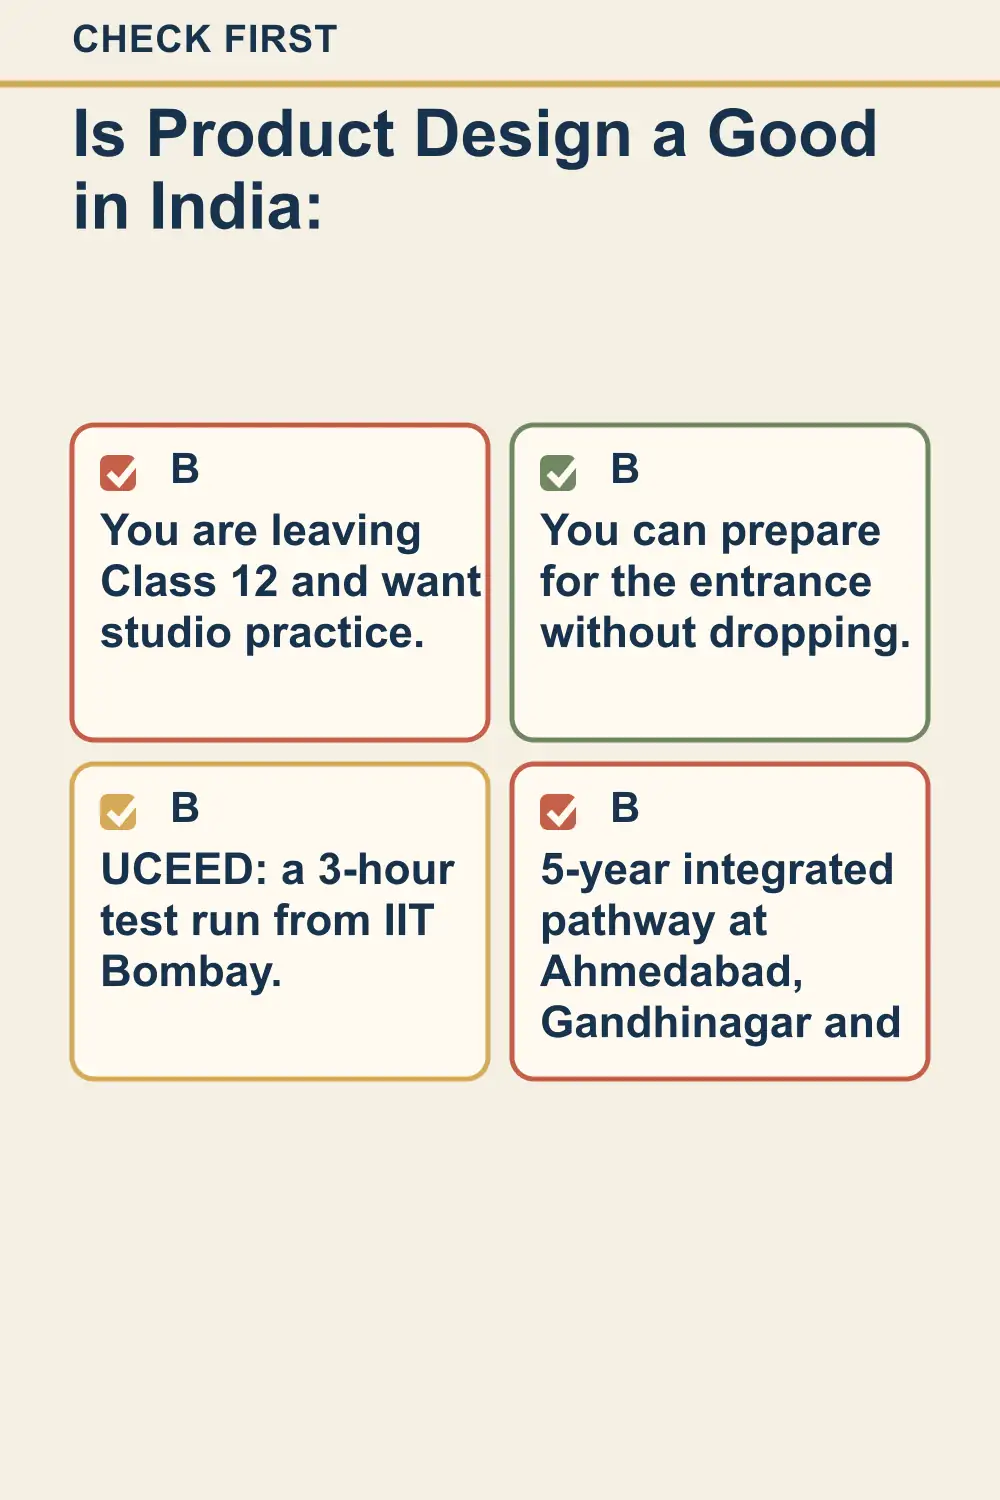 CHECK FIRST
Is Product Design a Good
in India:
B
You are leaving
Class 12 and want
studio practice.
B
You can prepare
for the entrance
without dropping.
B
UCEED: a 3-hour
test run from IIT
Bombay.
B
5-year integrated
pathway at
Ahmedabad,
Gandhinagar and